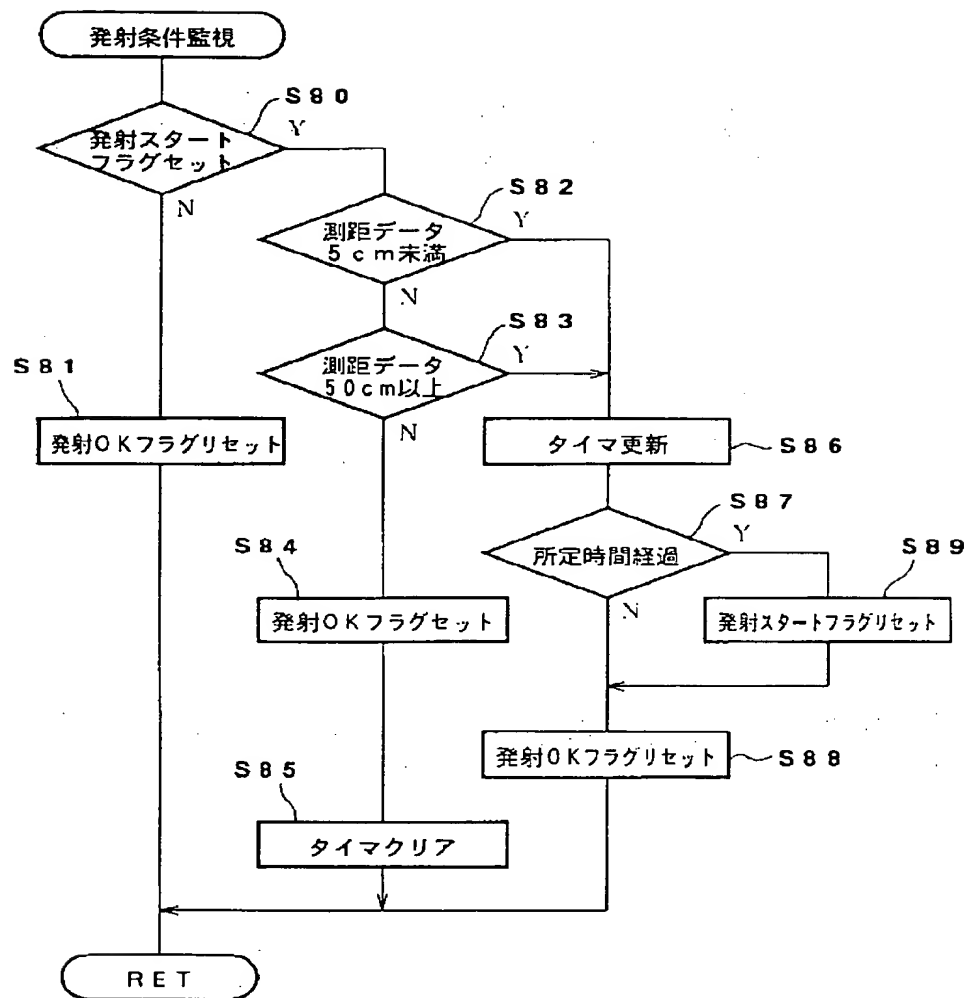 発射条件監視
S80
発射スタート
フラグセット
Y
N
S82
測距データ
5cm未満
Y
N
S83
測距データ
50cm以上
Y
N
S81
発射OKフラグリセット
タイマ更新
S86
S87
所定時間経過
Y
N
S89
発射スタートフラグリセット
S84
発射OKフラグセット
発射OKフラグリセット
S88
S85
タイマクリア
RET